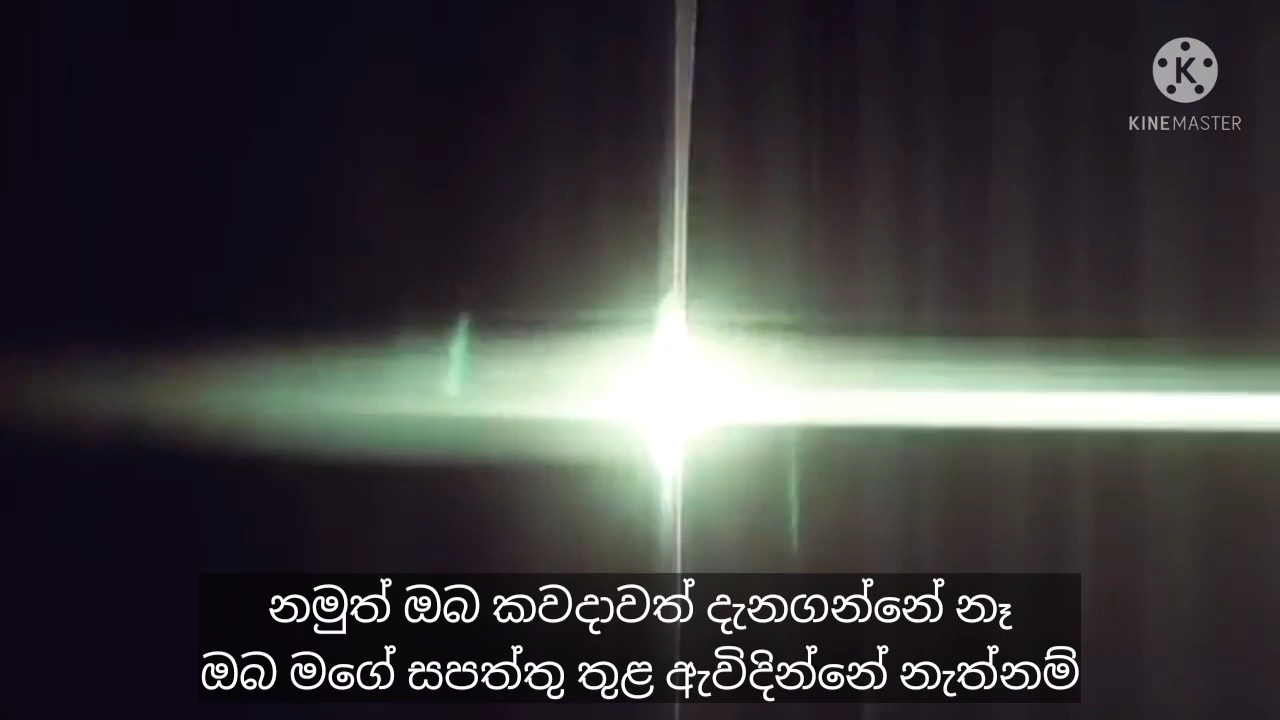 KINEMASTER
නමුත් ඔබ කවදාවත් දැනගන්නේ නෑ
ඔබ මගේ සපත්තු තුළ ඇවිදින්නේ නැත්නම්